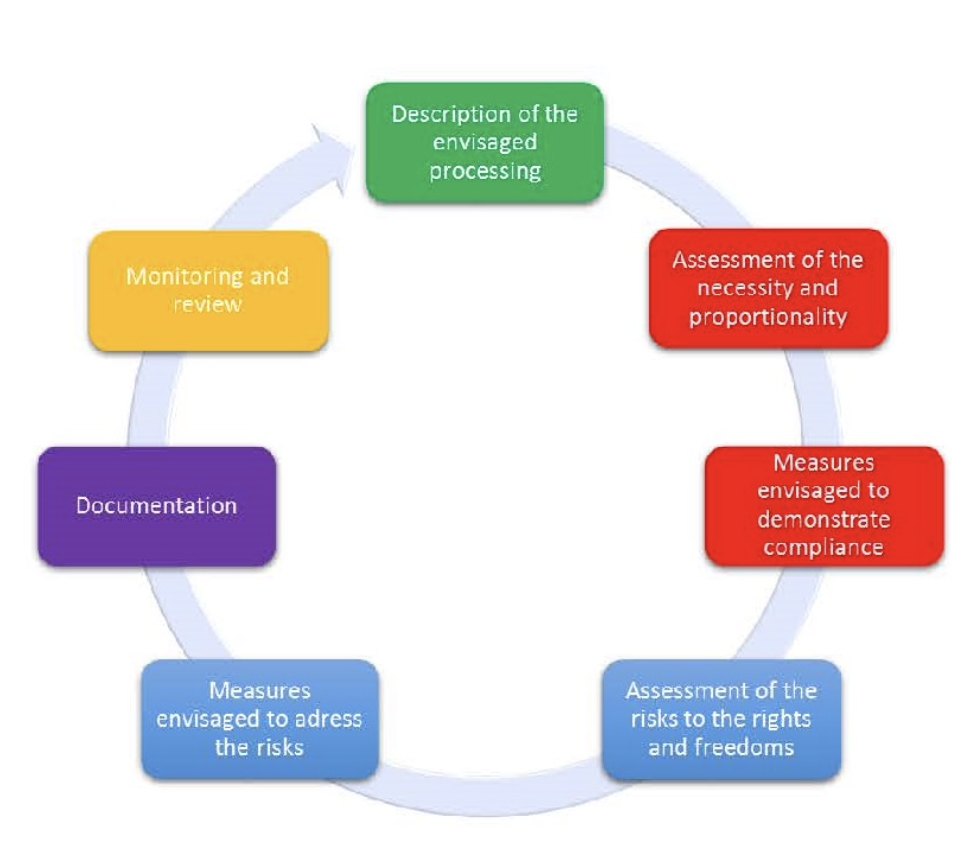 Description of the
envisaged
processing
Assessment of the
necessity and
proportionality
Measures
envisaged to
demonstrate
compliance
Assessment of the
risks to the rights
and freedoms
Measures
envisaged to adress
the risks
Documentation
Monitoring and
review